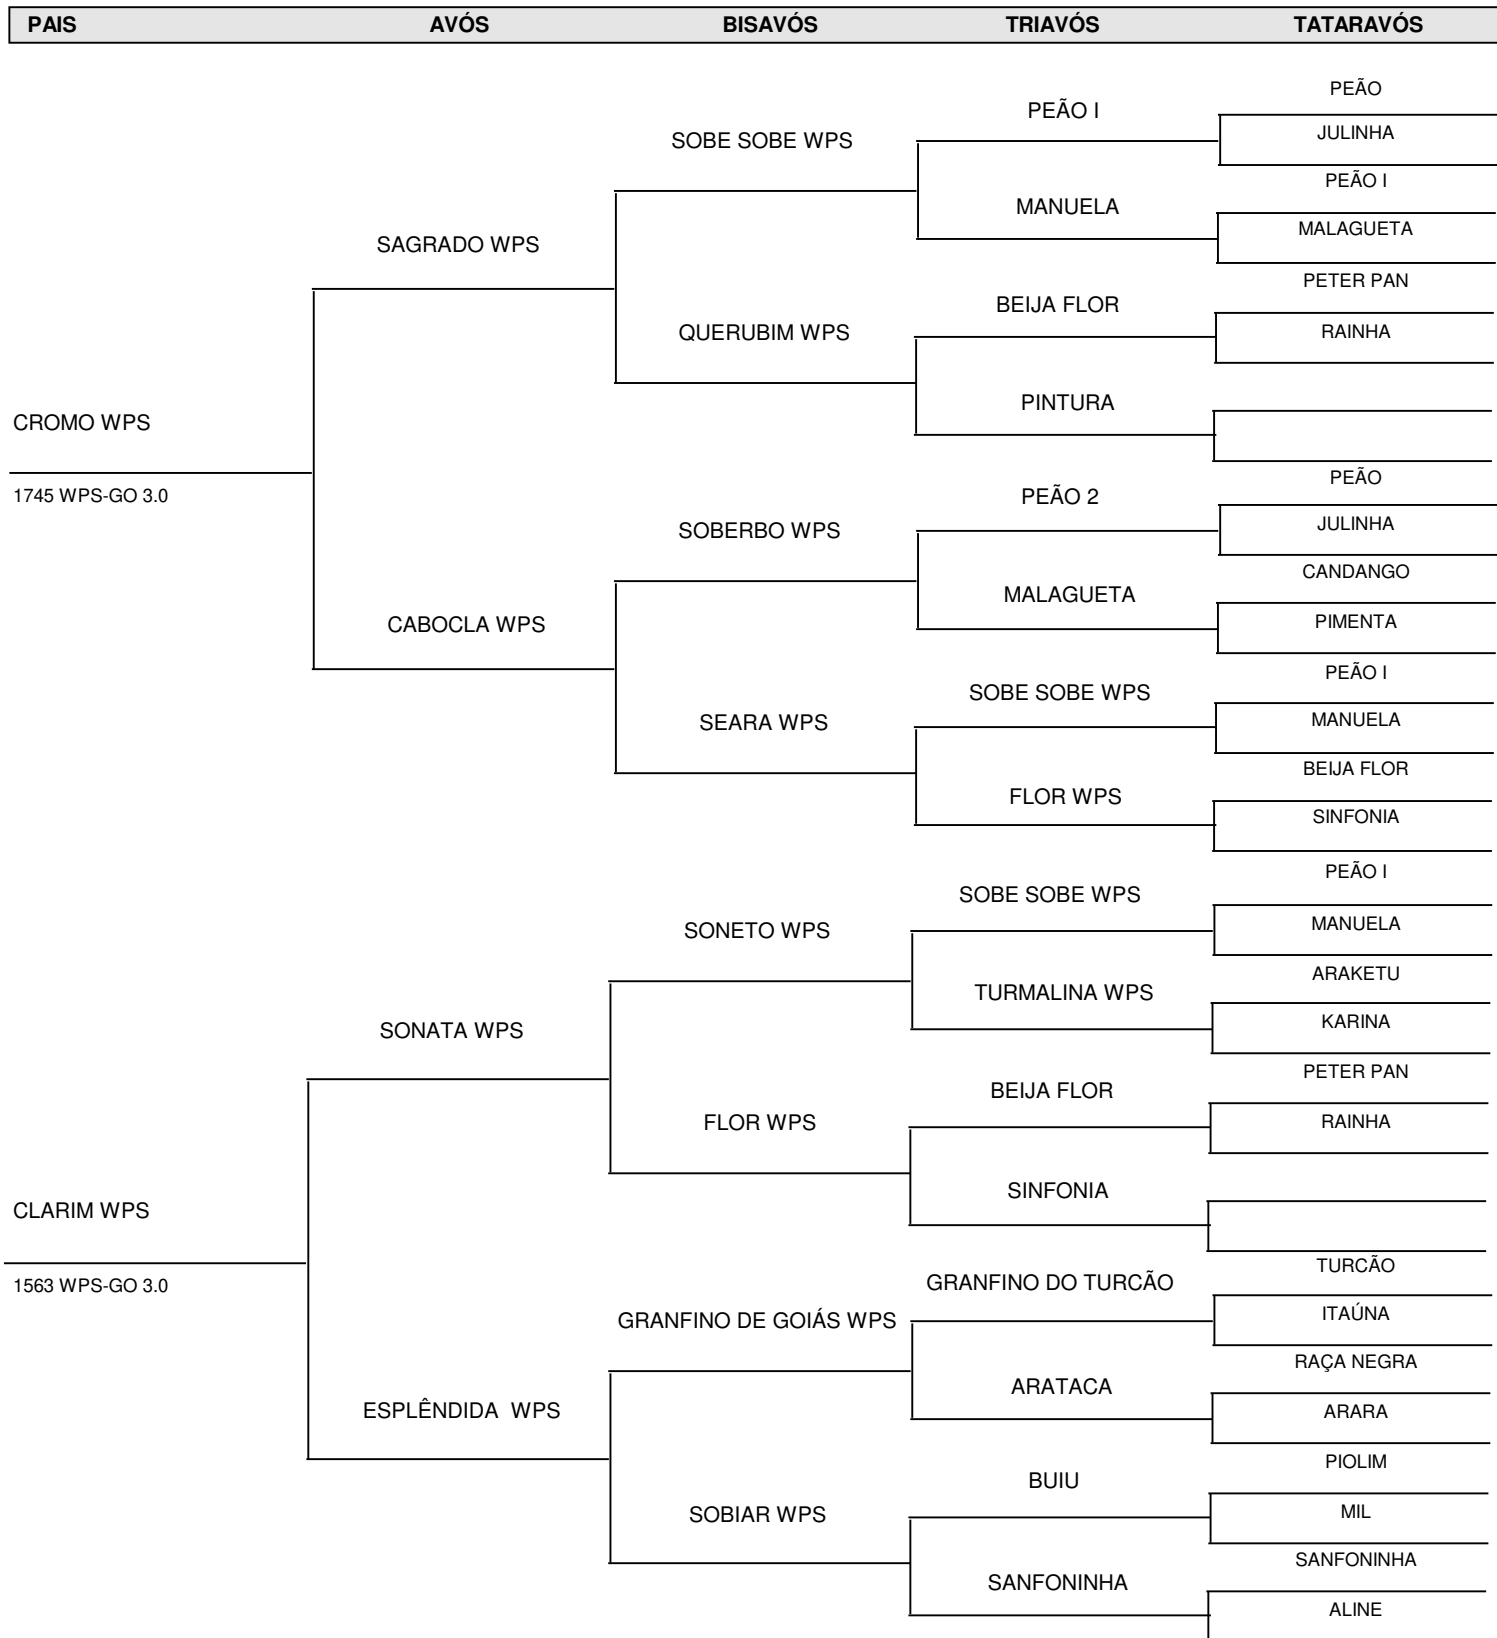 PAIS AVÓS BISAVÓS TRIAVÓS TATARAVÓS
PEÃO
PEÃO I
JULINHA
SOBE SOBE WPS
PEÃO I
MANUELA
MALAGUETA
SAGRADO WPS
PETER PAN
BEIJA FLOR
QUERUBIM WPS
RAINHA
PINTURA
CROMO WPS
PEÃO
1745 WPS-GO 3.0
PEÃO 2
JULINHA
SOBERBO WPS
CANDANGO
MALAGUETA
PIMENTA
CABOCLA WPS
PEÃO I
SOBE SOBE WPS
MANUELA
SEARA WPS
BEIJA FLOR
FLOR WPS
SINFONIA
PEÃO I
SOBE SOBE WPS
MANUELA
SONETO WPS
ARAKETU
TURMALINA WPS
KARINA
SONATA WPS
PETER PAN
BEIJA FLOR
RAINHA
FLOR WPS
SINFONIA
CLARIM WPS
TURCÃO
1563 WPS-GO 3.0
GRANFINO DO TURCÃO
ITAÚNA
GRANFINO DE GOIÁS WPS
RAÇA NEGRA
ARATACA
ARARA
ESPLÊNDIDA WPS
PIOLIM
BUIU
MIL
SOBIAR WPS
SANFONINHA
SANFONINHA
ALINE